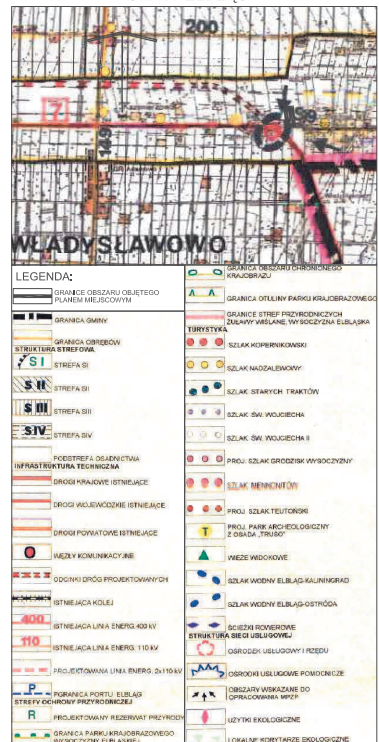 200
7
149
S9
WŁADYSŁAWOWO
LEGENDA:
GRANICE OBSZARU OBJĘTEGO
PLANEM MIEJSCOWYM
GRANICA GMINY
GRANICA OBRĘBÓW
STRUKTURA STREFOWA
S I STREFA SI
S II STREFA SII
S III STREFA SIII
S IV STREFA SIV
PODSTREFA OSADNICTWA
INFRASTRUKTURA TECHNICZNA
DROGI KRAJOWE ISTNIEJĄCE
DROGI WOJEWÓDZKIE ISTNIEJĄCE
DROGI POWIATOWE ISTNIEJĄCE
WĘZŁY KOMUNIKACYJNE
ODCINKI DRÓG PROJEKTOWANYCH
ISTNIEJĄCA KOLEJ
400 ISTNIEJĄCA LINIA ENERG. 400 kV
110 ISTNIEJĄCA LINIA ENERG. 110 kV
PROJEKTOWANA LINIA ENERG. 2x110 kV
P GRANICA PORTU ELBLĄG
STREFY OCHRONY PRZYRODNICZEJ
R PROJEKTOWANY REZERWAT PRZYRODY
GRANICA PARKU KRAJOBRAZOWEGO
WYSOCZYZNY ELBLĄSKIEJ
GRANICA OBSZARU CHRONIONEGO
KRAJOBRAZU
GRANICA OTULINY PARKU KRAJOBRAZOWEGO
GRANICE STREF PRZYRODNICZYCH
ŻUŁAWY WIŚLANE, WYSOCZYZNA ELBLĄSKA
TURYSTYKA
SZLAK KOPERNIKOWSKI
SZLAK NADZALEWOWY
SZLAK STARYCH TRAKTÓW
SZLAK ŚW. WOJCIECHA
SZLAK ŚW. WOJCIECHA II
PROJ. SZLAK GRODZISK WYSOCZYZNY
SZLAK MENNONITÓW
PROJ. SZLAK TEUTOŃSKI
T PROJ. PARK ARCHEOLOGICZNY
Z OSADĄ „TRUSO"
WIEŻE WIDOKOWE
SZLAK WODNY ELBLĄG-KALININGRAD
SZLAK WODNY ELBLĄG-OSTRÓDA
ŚCIEŻKI ROWEROWE
STRUKTURA SIECI USŁUGOWEJ
OŚRODEK USŁUGOWY I RZĘDU
OŚRODKI USŁUGOWE POMOCNICZE
OBSZARY WSKAZANE DO
OPRACOWANIA MPZP
UŻYTKI EKOLOGICZNE
LOKALNE KORYTARZE EKOLOGICZNE